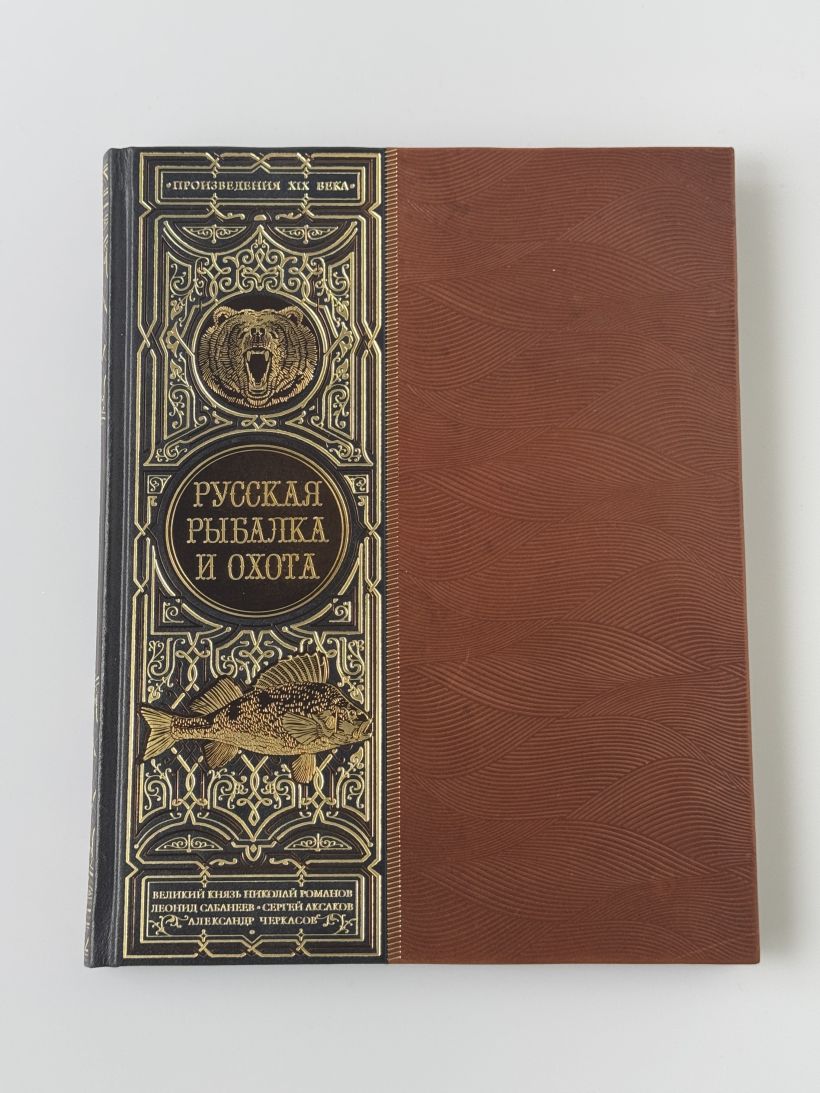 •ПРОИЗВЕДЕНИЯ XIX ВЕКА•
РУССКАЯ
РЫБАЛКА
И ОХОТА
ВЕЛИКИЙ КНЯЗЬ НИКОЛАЙ РОМАНОВ
ЛЕОНИД САБАНЕЕВ • СЕРГЕЙ АКСАКОВ
АЛЕКСАНДР ЧЕРКАСОВ